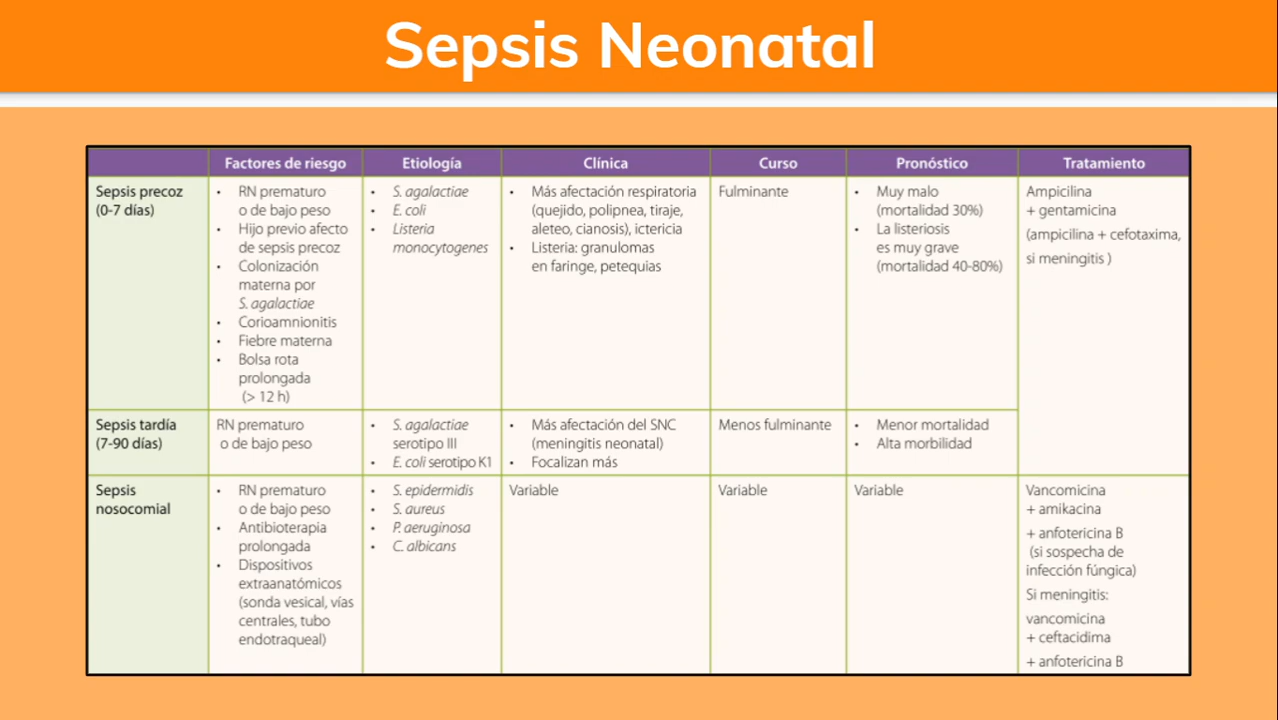 Sepsis Neonatal
Factores de riesgo
Etiología
Clínica
Curso
Pronóstico
Tratamiento
Sepsis precoz
(0-7 días)
• RN prematuro
o de bajo peso
• Hijo previo afecto
de sepsis precoz
• Colonización
materna por
S. agalactiae
• Corioamnionitis
• Fiebre materna
• Bolsa rota
prolongada
(> 12 h)
• S. agalactiae
• E. coli
• Listeria
monocytogenes
• Más afectación respiratoria
(quejido, polipnea, tiraje,
aleteo, cianosis), ictericia
• Listeria: granulomas
en faringe, petequias
Fulminante
• Muy malo
(mortalidad 30%)
• La listeriosis
es muy grave
(mortalidad 40-80%)
Ampicilina
+ gentamicina
(ampicilina + cefotaxima,
si meningitis )
Sepsis tardía
(7-90 días)
RN prematuro
o de bajo peso
• S. agalactiae
serotipo III
• E. coli serotipo K1
• Más afectación del SNC
(meningitis neonatal)
• Focalizan más
Menos fulminante
• Menor mortalidad
• Alta morbilidad
Sepsis
nosocomial
• RN prematuro
o de bajo peso
• Antibioterapia
prolongada
• Dispositivos
extraanatómicos
(sonda vesical, vías
centrales, tubo
endotraqueal)
• S. epidermidis
• S. aureus
• P. aeruginosa
• C. albicans
Variable
Variable
Variable
Vancomicina
+ amikacina
+ anfotericina B
(si sospecha de
infección fúngica)
Si meningitis:
vancomicina
+ ceftacidima
+ anfotericina B